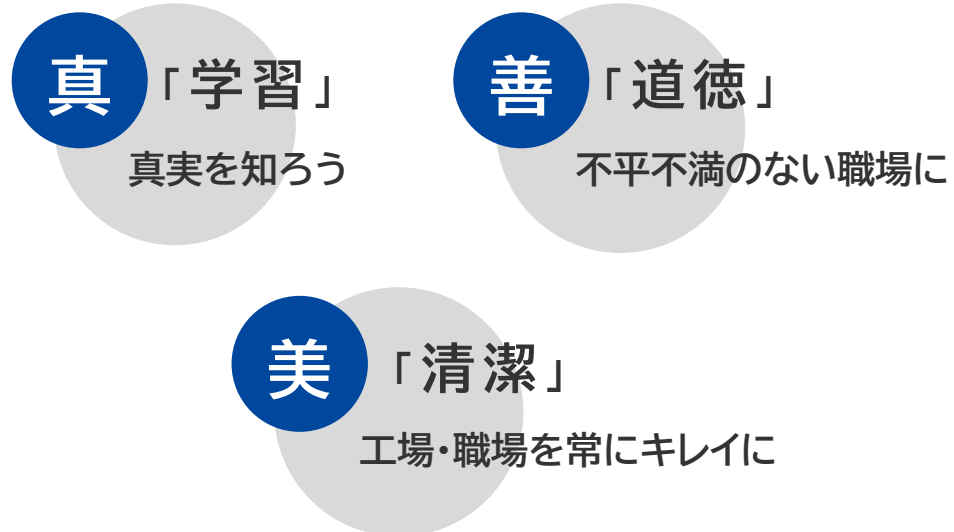 真「学習」
真実を知ろう
善「道徳」
不平不満のない職場に
美「清潔」
工場・職場を常にキレイに